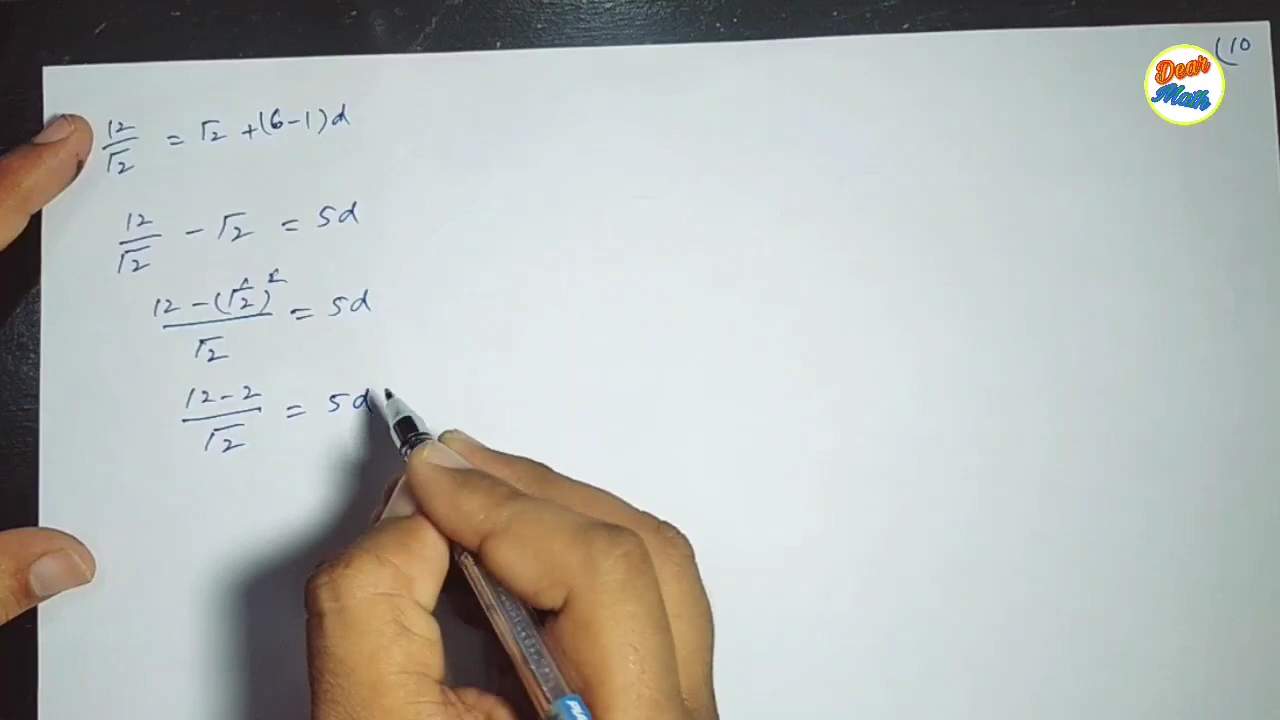 (10
Dear
Math
12/√2 = √2 + (6-1)d
12/√2 - √2 = 5d
12 - (√2)²/√2 = 5d
12 - 2/√2 = 5d